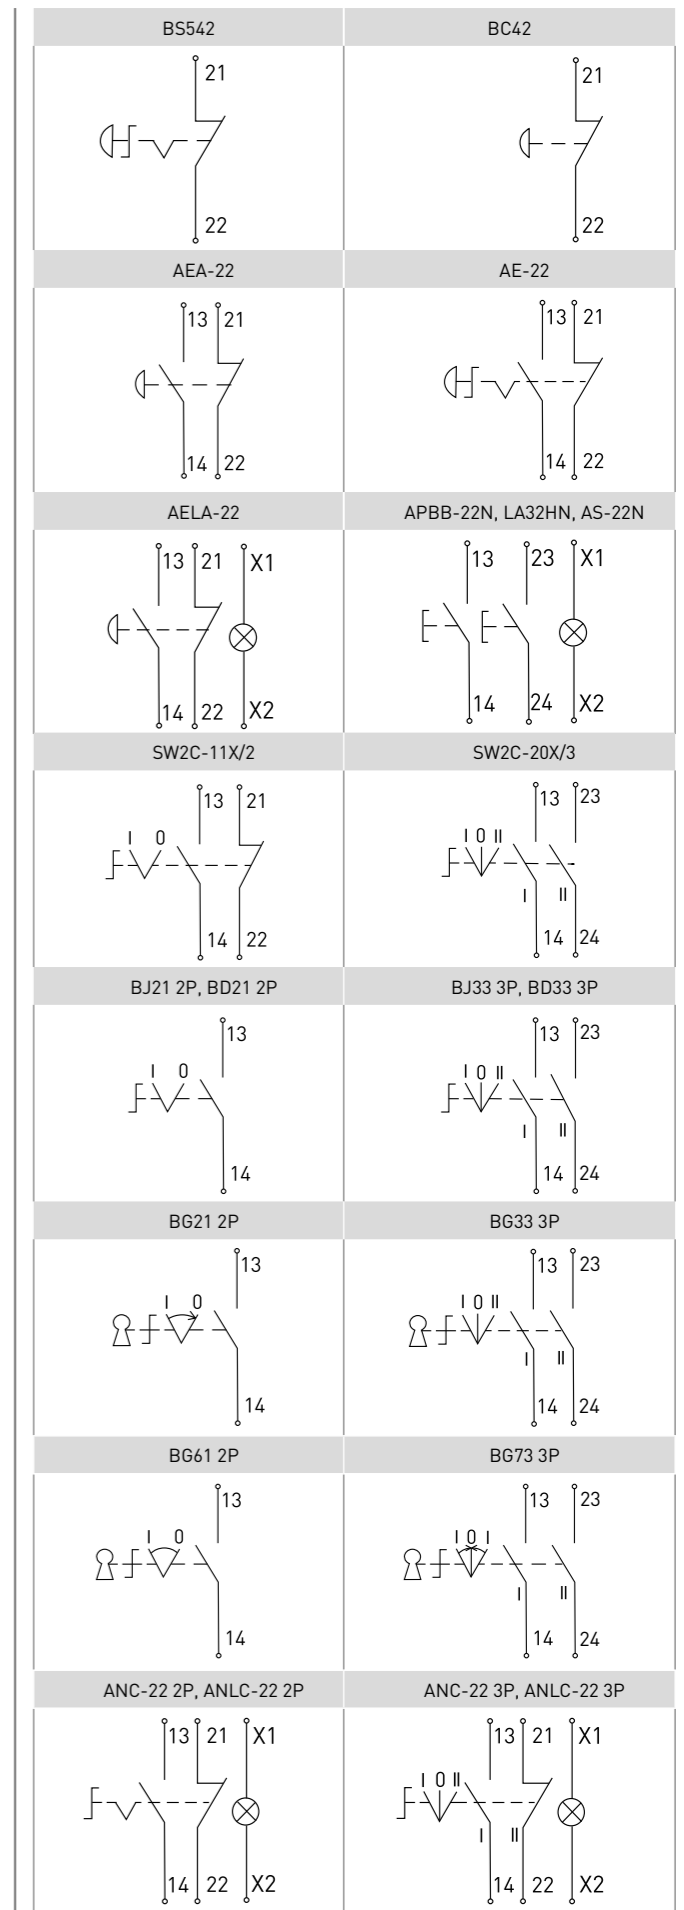 BS542 BC42
21 21
22 22
AEA-22 AE-22
13 21 13 21
14 22 14 22
AELA-22 APBB-22N, LA32HN, AS-22N
13 21 X1 13 23 X1
14 22 X2 14 24 X2
SW2C-11X/2 SW2C-20X/3
13 21 13 23
I 0 I 0 II
I II
14 22 14 24
BJ21 2P, BD21 2P BJ33 3P, BD33 3P
13 13 23
I 0 I 0 II
I II
14 14 24
BG21 2P BG33 3P
13 13 23
I 0 I 0 II
I II
14 14 24
BG61 2P BG73 3P
13 13 23
I 0 I 0 I
I II
14 14 24
ANC-22 2P, ANLC-22 2P ANC-22 3P, ANLC-22 3P
13 21 X1 13 21 X1
I 0 II
I II
14 22 X2 14 22 X2